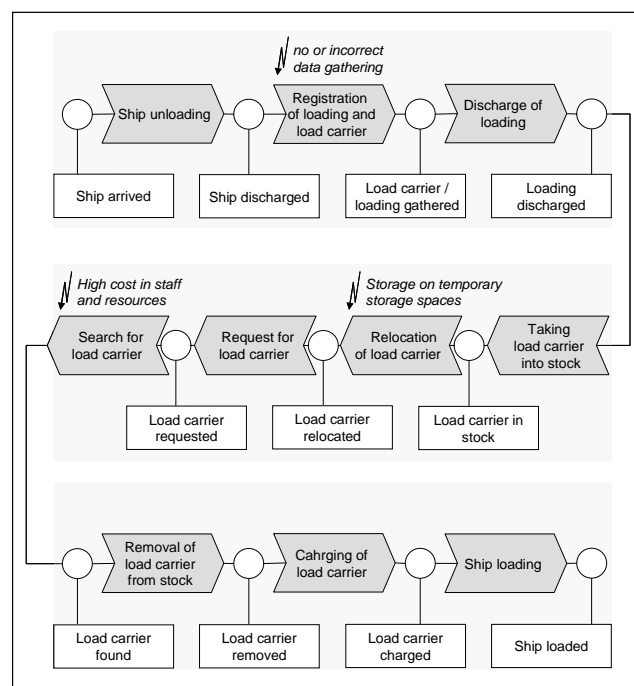 no or incorrect
data gathering
Ship unloading
Registration
of loading and
load carrier
Discharge of
loading
Ship arrived
Ship discharged
Load carrier /
loading gathered
Loading
discharged
High cost in staff
and resources
Storage on temporary
storage spaces
Search for
load carrier
Request for
load carrier
Relocation
of load carrier
Taking
load carrier
into stock
Load carrier
requested
Load carrier
relocated
Load carrier in
stock
Removal of
load carrier
from stock
Cahrging of
load carrier
Ship loading
Load carrier
found
Load carrier
removed
Load carrier
charged
Ship loaded